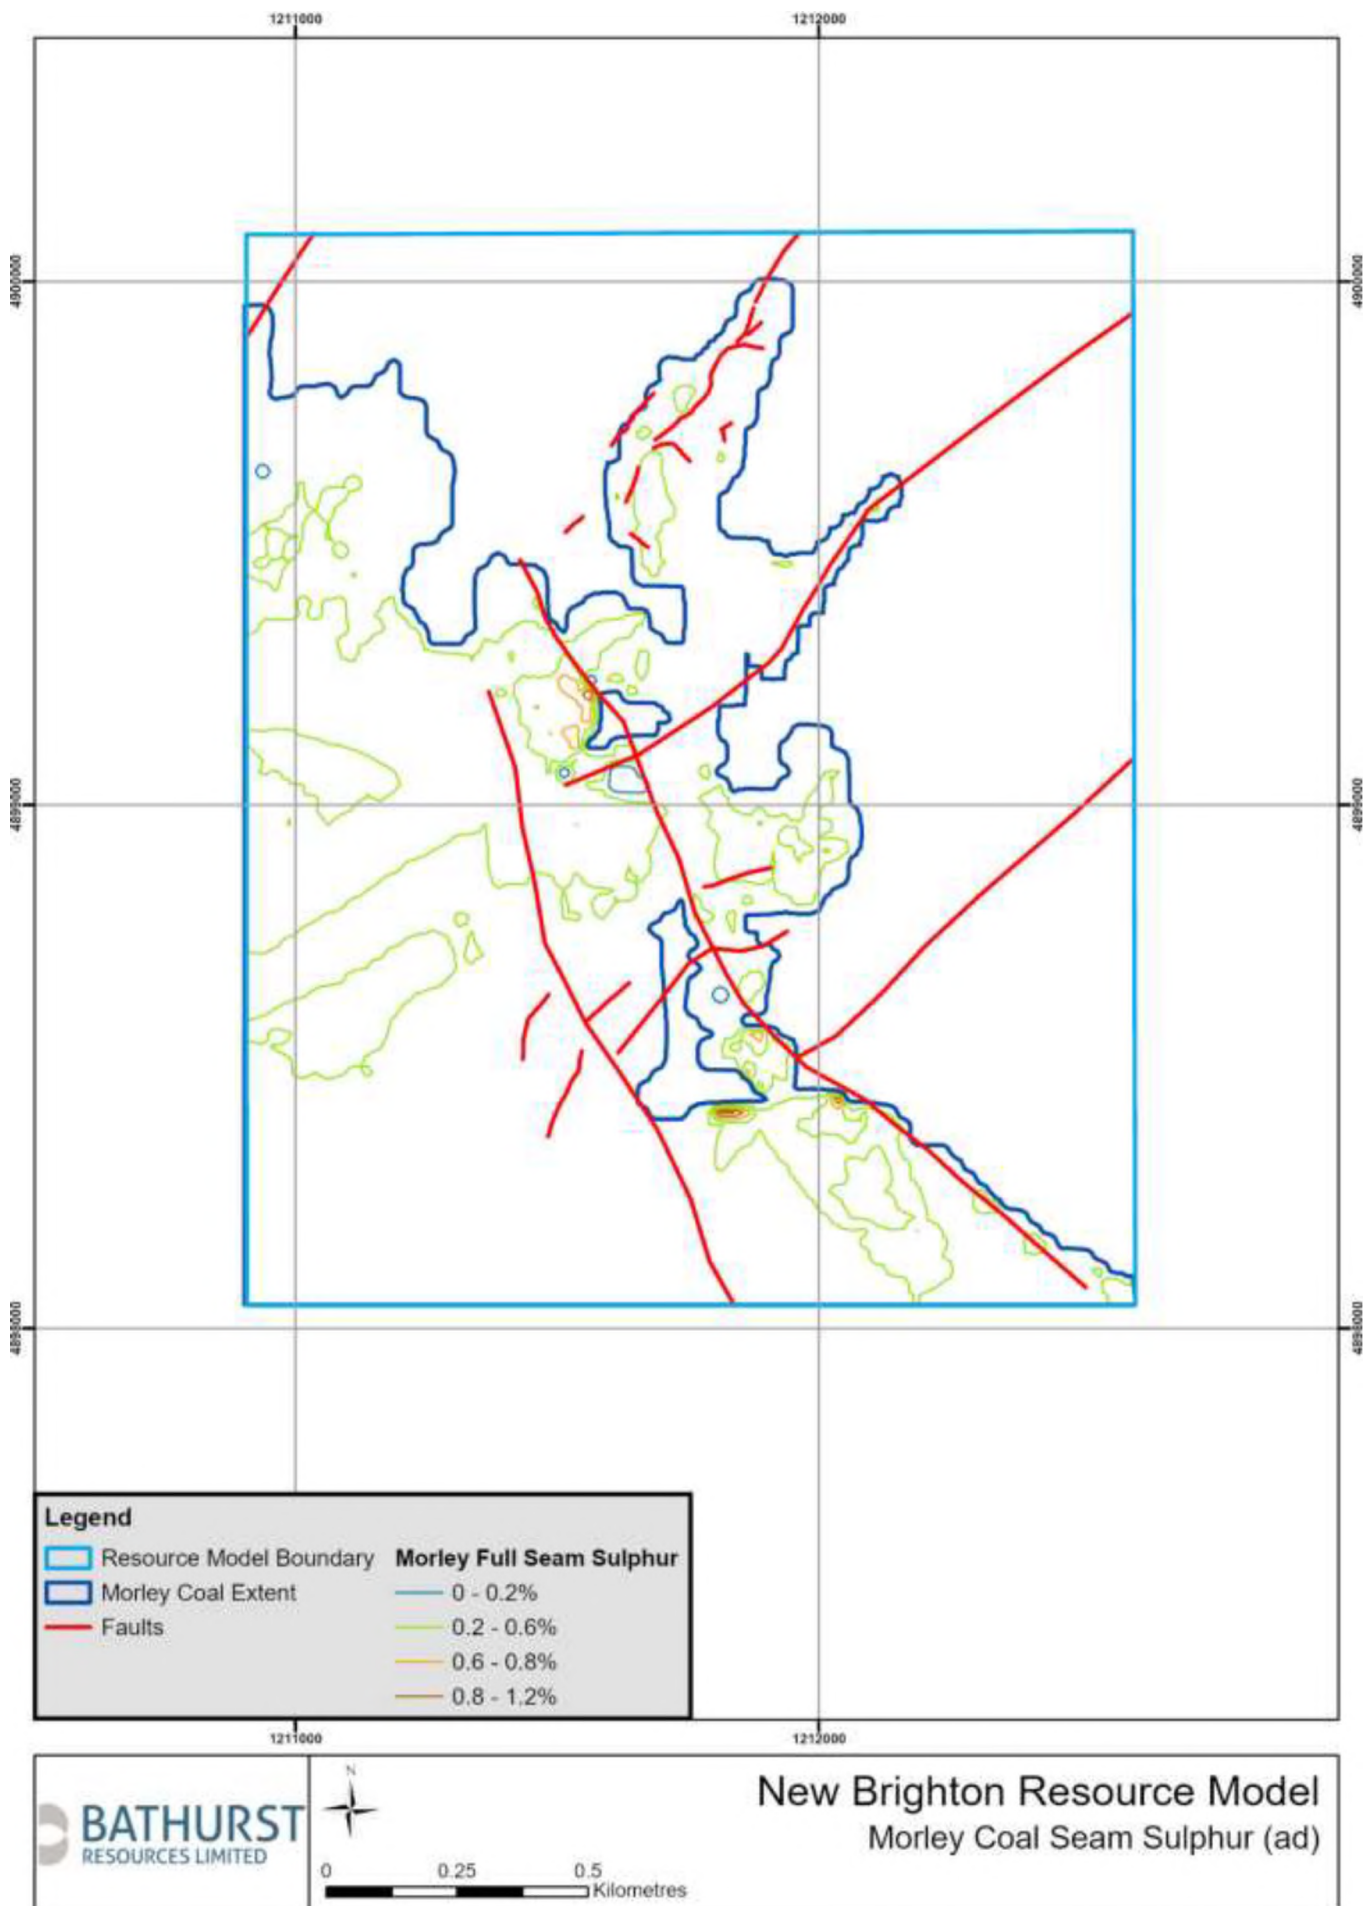 1211000 1212000
4900000 4900000
4899000 4899000
4898000 4898000
Legend
Resource Model Boundary
Morley Coal Extent
Faults
Morley Full Seam Sulphur
0 - 0.2%
0.2 - 0.6%
0.6 - 0.8%
0.8 - 1.2%
1211000 1212000
BATHURST
RESOURCES LIMITED
N
0 0.25 0.5
Kilometres
New Brighton Resource Model
Morley Coal Seam Sulphur (ad)